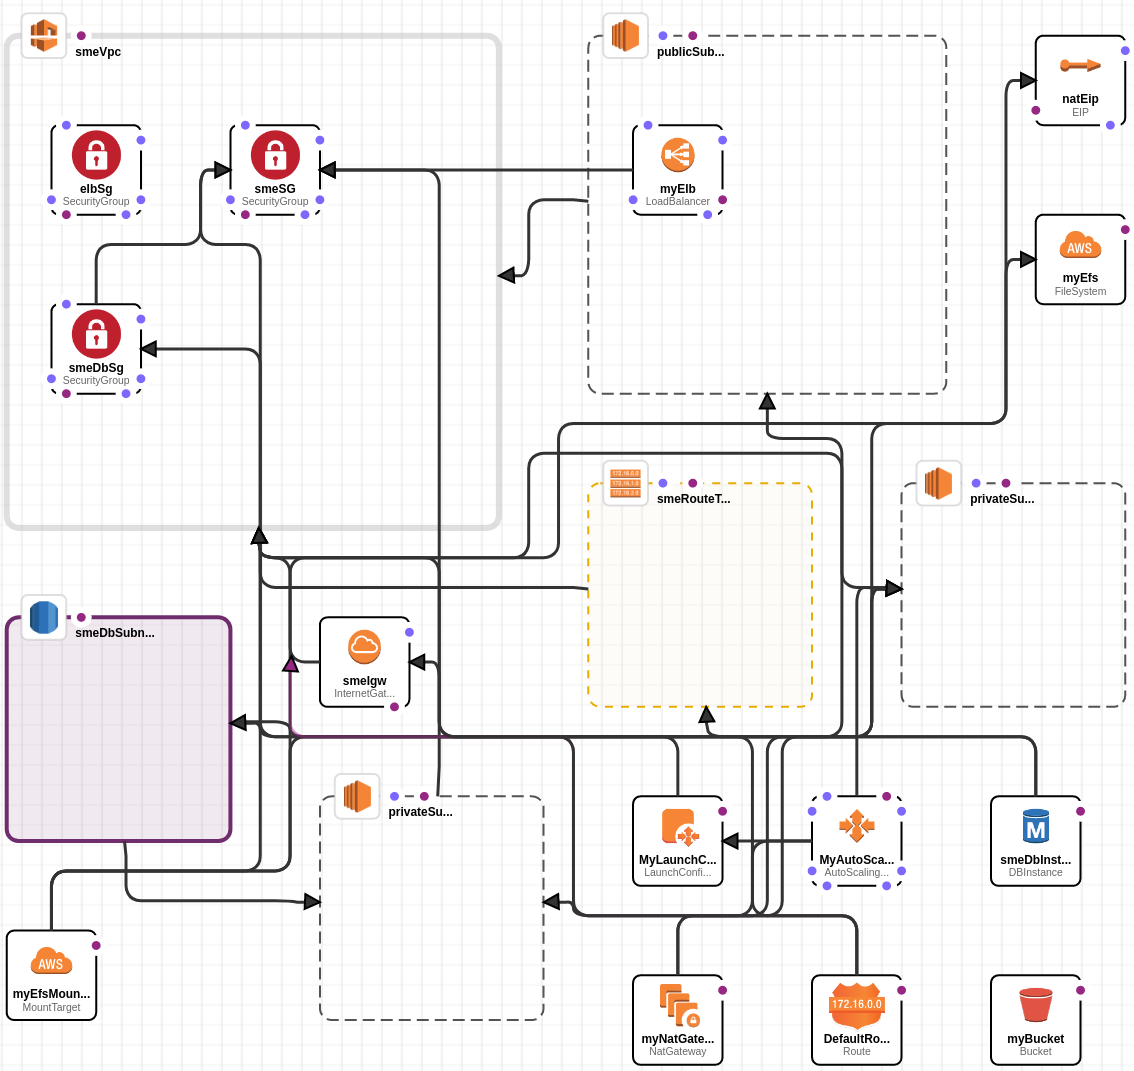 smeVpc
publicSub...
natEip
EIP
elbSg
SecurityGroup
smeSG
SecurityGroup
myElb
LoadBalancer
AWS
myEfs
FileSystem
smeDbSg
SecurityGroup
172.16.0.0
172.16.1.0
172.16.2.0
smeRouteT...
privateSu...
smeDbSubn...
smeIgw
InternetGat...
privateSu...
MyLaunchC...
LaunchConfi...
MyAutoSca...
AutoScaling...
M
smeDbInst...
DBInstance
AWS
myEfsMoun...
MountTarget
myNatGate...
NatGateway
172.16.0.0
DefaultRo...
Route
myBucket
Bucket